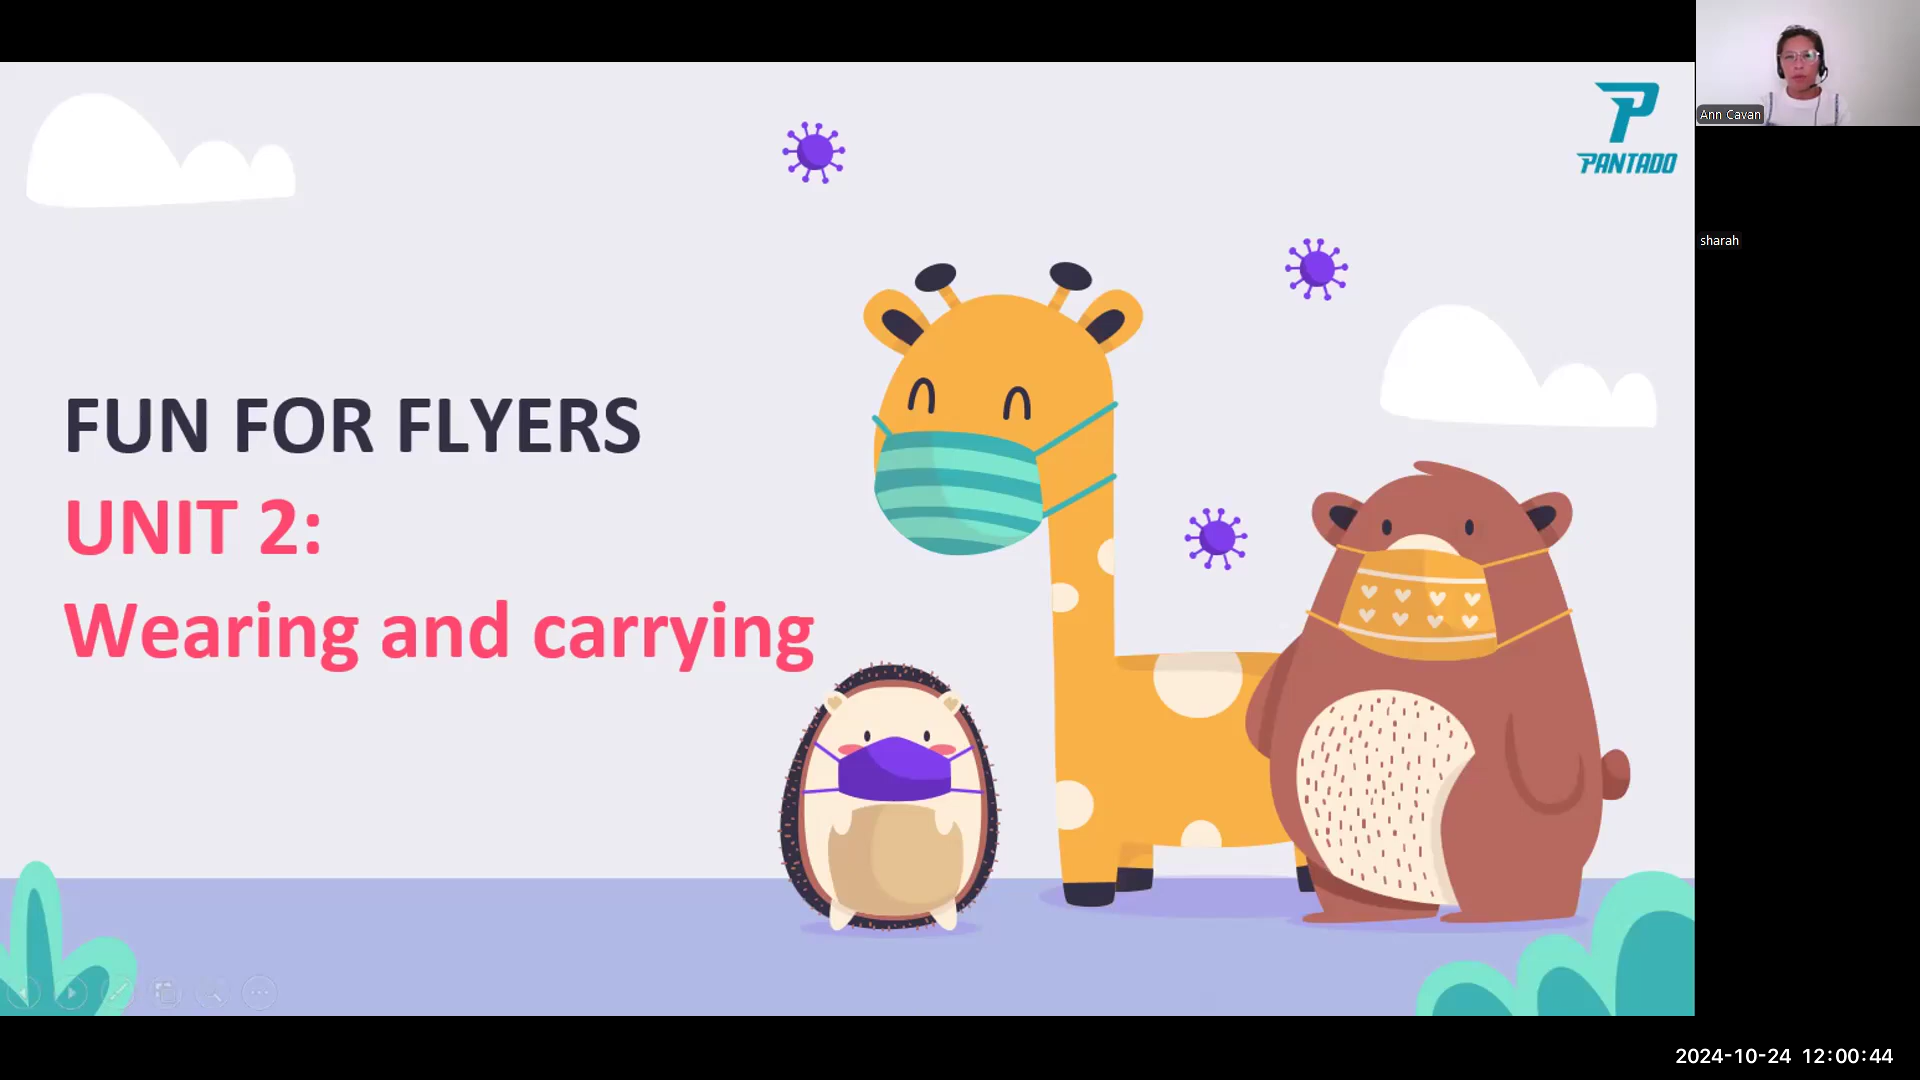 PANTADO
FUN FOR FLYERS
UNIT 2:
Wearing and carrying
Ann Cavan
sharah
2024-10-24 12:00:44